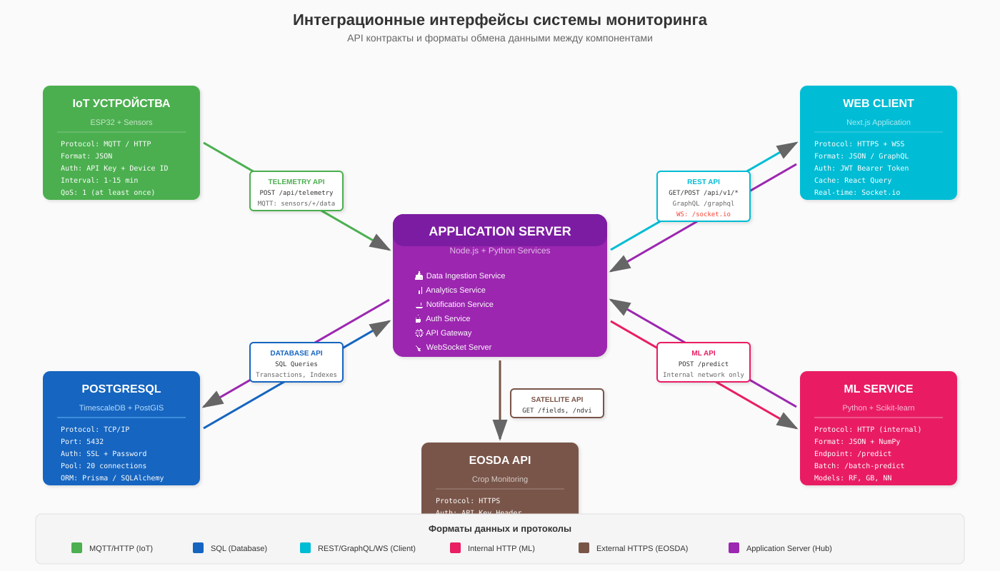 Интеграционные интерфейсы системы мониторинга
API контракты и форматы обмена данными между компонентами
IoT УСТРОЙСТВА
ESP32 + Sensors
Protocol: MQTT / HTTP
Format: JSON
Auth: API Key + Device ID
Interval: 1-15 min
QoS: 1 (at least once)
WEB CLIENT
Next.js Application
Protocol: HTTPS + WSS
Format: JSON / GraphQL
Auth: JWT Bearer Token
Cache: React Query
Real-time: Socket.io
TELEMETRY API
POST /api/telemetry
MQTT: sensors/+/data
REST API
GET/POST /api/v1/*
GraphQL /graphql
WS: /socket.io
APPLICATION SERVER
Node.js + Python Services
Data Ingestion Service
Analytics Service
Notification Service
Auth Service
API Gateway
WebSocket Server
DATABASE API
SQL Queries
Transactions, Indexes
ML API
POST /predict
Internal network only
POSTGRESQL
TimescaleDB + PostGIS
Protocol: TCP/IP
Port: 5432
Auth: SSL + Password
Pool: 20 connections
ORM: Prisma / SQLAlchemy
SATELLITE API
GET /fields, /ndvi
ML SERVICE
Python + Scikit-learn
Protocol: HTTP (internal)
Format: JSON + NumPy
Endpoint: /predict
Batch: /batch-predict
Models: RF, GB, NN
EOSDA API
Crop Monitoring
Protocol: HTTPS
Auth: API Key Header
Форматы данных и протоколы
MQTT/HTTP (IoT)
SQL (Database)
REST/GraphQL/WS (Client)
Internal HTTP (ML)
External HTTPS (EOSDA)
Application Server (Hub)